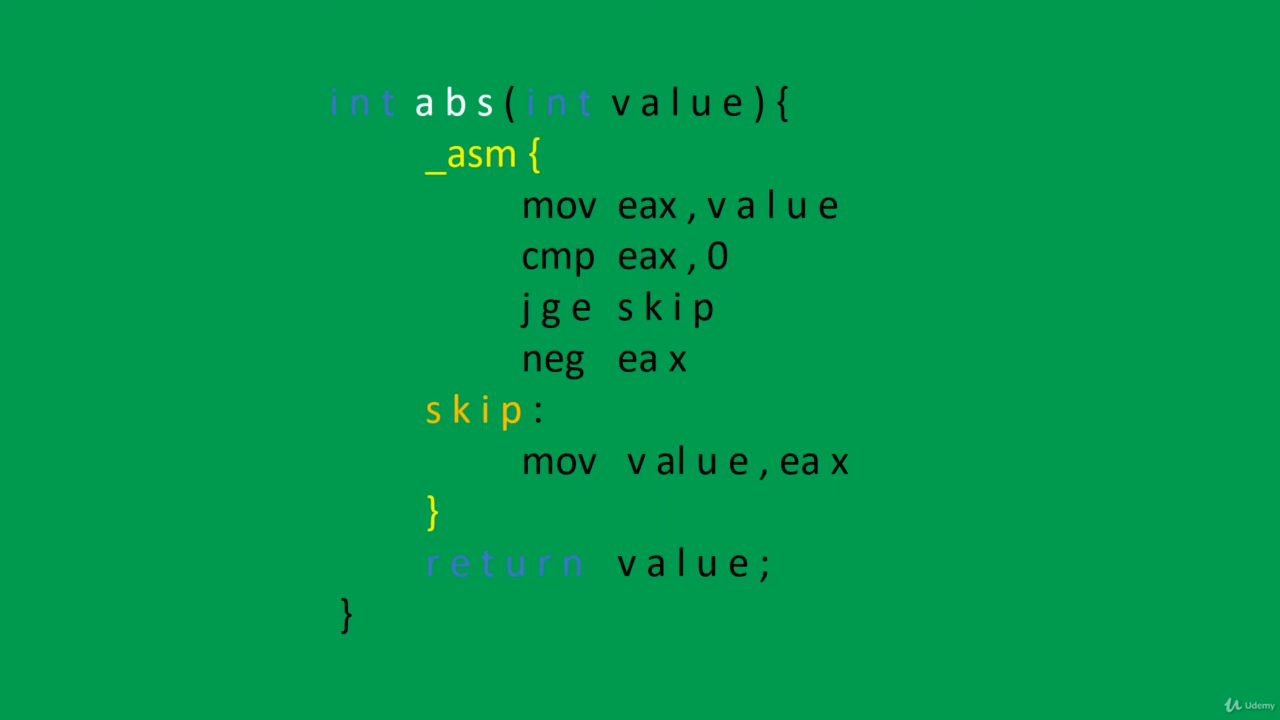 int abs(int value){
_asm {
mov eax,value
cmp eax,0
jge skip
neg eax
skip:
mov value,eax
}
return value;
}
Udemy